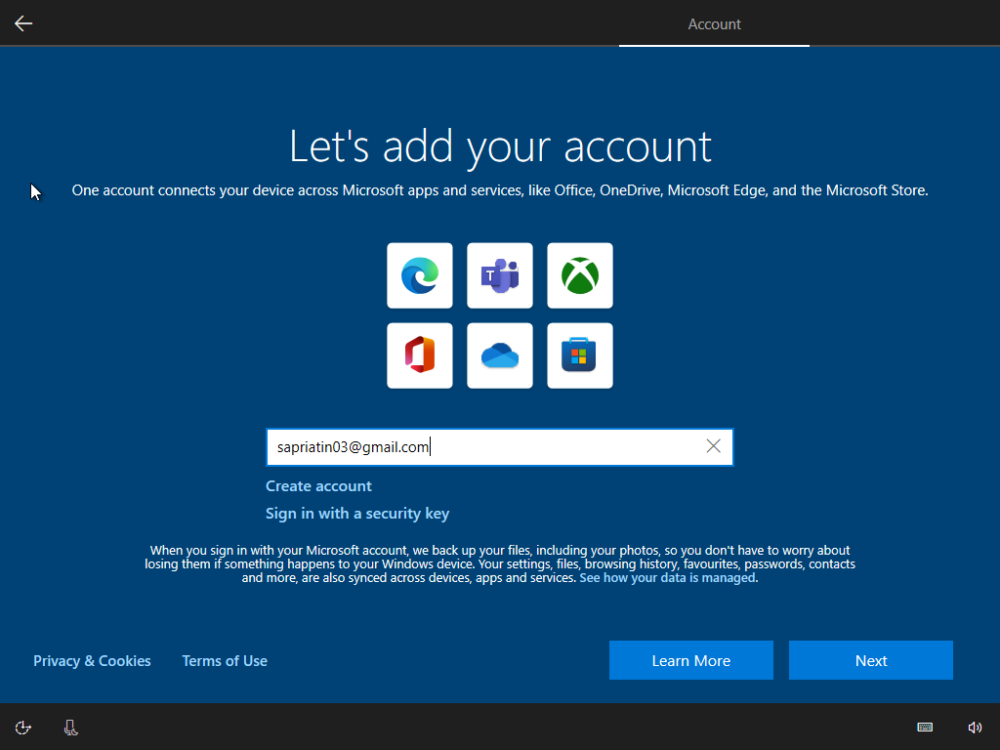 Account
Let's add your account
One account connects your device across Microsoft apps and services, like Office, OneDrive, Microsoft Edge, and the Microsoft Store.
T
sapriatin03@gmail.com
Create account
Sign in with a security key
When you sign in with your Microsoft account, we back up your files, including your photos, so you don't have to worry about
losing them if something happens to your Windows device. Your settings, files, browsing history, favourites, passwords, contacts
and more, are also synced across devices, apps and services. See how your data is managed.
Privacy & Cookies Terms of Use Learn More Next